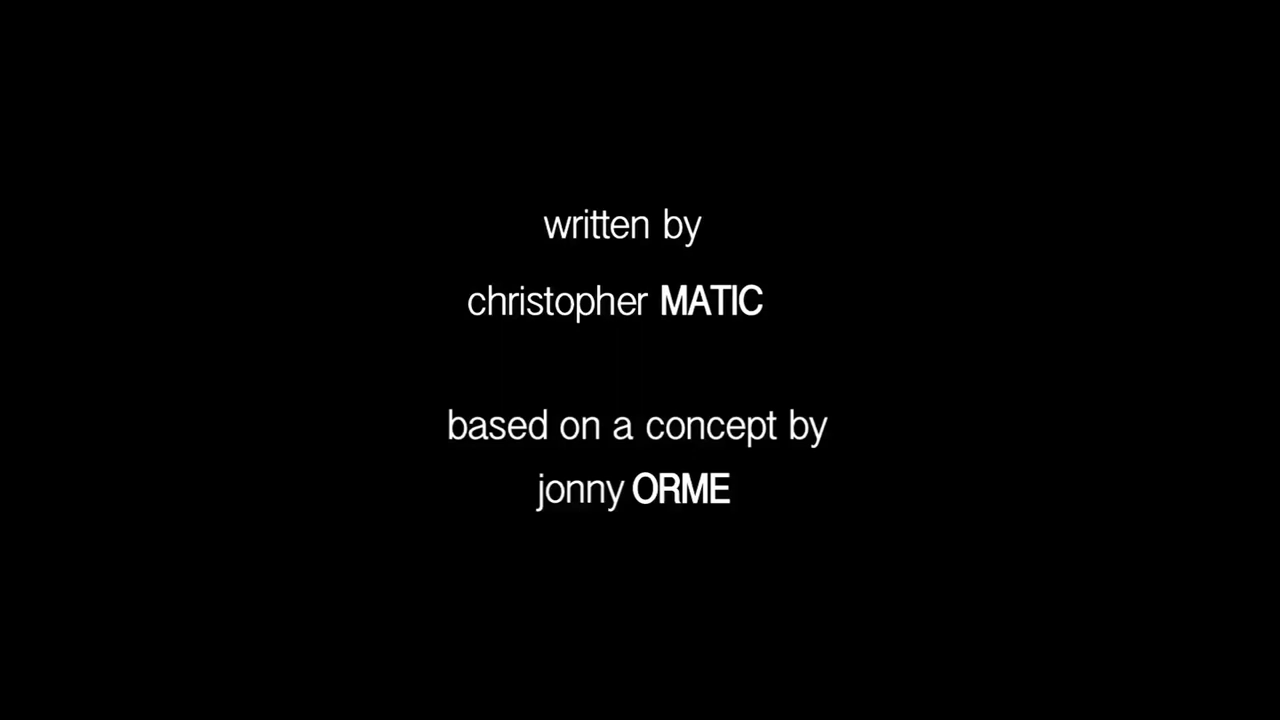 written by
christopher MATIC
based on a concept by
jonny ORME